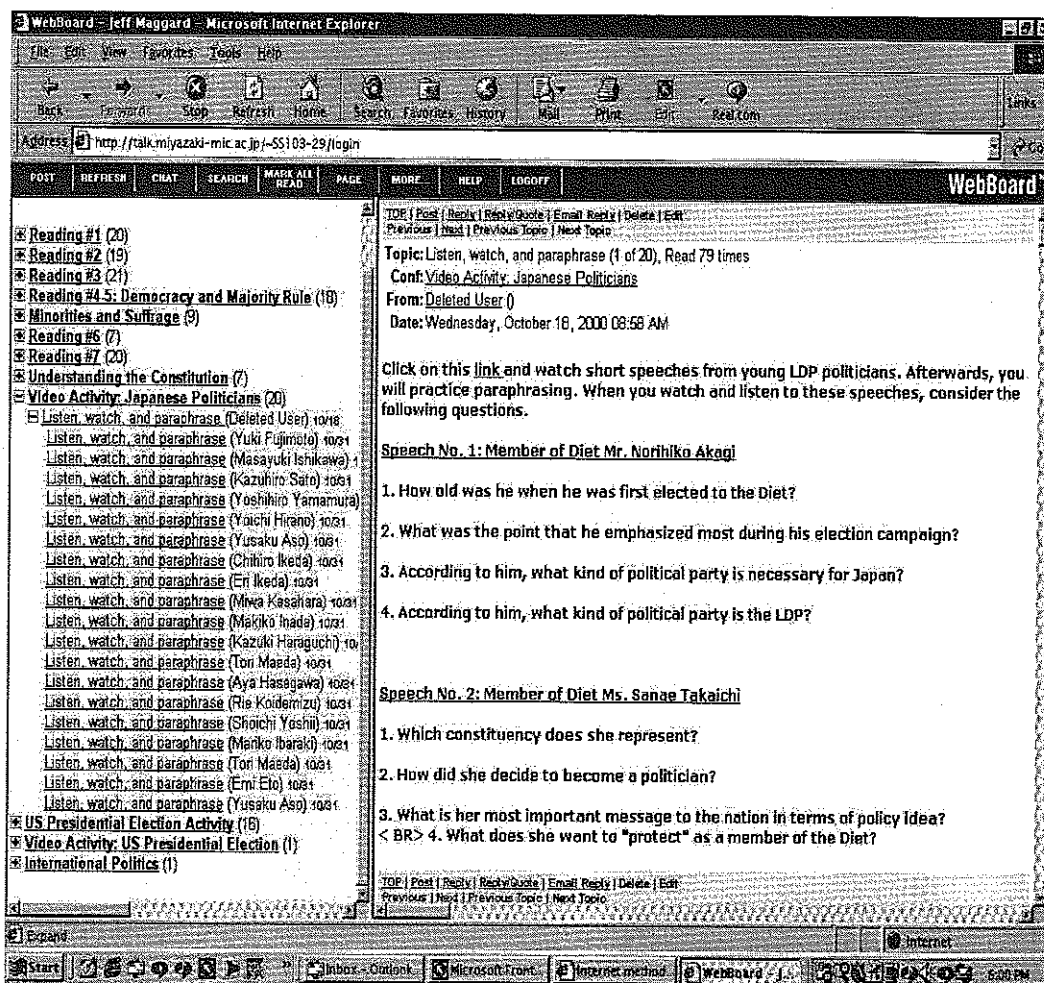 WebBoard - Jeff Maggard - Microsoft Internet Explorer
File Edit View Favorites Tools Help
Back Forward Stop Refresh Home Search Favorites History Mail Print Edit Real.com
Links
Address http://talk.miyazaki-mic.ac.jp/~SS103-29/login
POST REFRESH CHAT SEARCH MARK ALL READ PAGE MORE... HELP LOGOFF
WebBoard
Reading #1 (20)
Reading #2 (19)
Reading #3 (21)
Reading #4-5: Democracy and Majority Rule (18)
Minorities and Suffrage (9)
Reading #6 (7)
Reading #7 (20)
Understanding the Constitution (7)
Video Activity: Japanese Politicians (20)
Listen, watch, and paraphrase (Deleted User) 10/18
Listen, watch, and paraphrase (Yuki Fujimoto) 10/31
Listen, watch, and paraphrase (Masayuki Ishikawa) 1
Listen, watch, and paraphrase (Kazuhiro Sato) 10/31
Listen, watch, and paraphrase (Yoshihiro Yamamura)
Listen, watch, and paraphrase (Yoichi Hirano) 10/31
Listen, watch, and paraphrase (Yusaku Aso) 10/31
Listen, watch, and paraphrase (Chihiro Ikeda) 10/31
Listen, watch, and paraphrase (Eri Ikeda) 10/31
Listen, watch, and paraphrase (Miwa Kasahara) 10/31
Listen, watch, and paraphrase (Makiko Inada) 10/31
Listen, watch, and paraphrase (Kazuki Haraguchi) 10/
Listen, watch, and paraphrase (Tori Maeda) 10/31
Listen, watch, and paraphrase (Aya Hasegawa) 10/31
Listen, watch, and paraphrase (Rie Koidemizu) 10/31
Listen, watch, and paraphrase (Shoichi Yoshii) 10/31
Listen, watch, and paraphrase (Mariko Ibaraki) 10/31
Listen, watch, and paraphrase (Tori Maeda) 10/31
Listen, watch, and paraphrase (Emi Eto) 10/31
Listen, watch, and paraphrase (Yusaku Aso) 10/31
US Presidential Election Activity (16)
Video Activity: US Presidential Election (1)
International Politics (1)
TOP | Post | Reply | Reply/Quote | Email Reply | Delete | Edit
Previous | Next | Previous Topic | Next Topic
Topic: Listen, watch, and paraphrase (1 of 20), Read 79 times
Conf: Video Activity: Japanese Politicians
From: Deleted User ()
Date: Wednesday, October 18, 2000 08:58 AM
Click on this link and watch short speeches from young LDP politicians. Afterwards, you
will practice paraphrasing. When you watch and listen to these speeches, consider the
following questions.
Speech No. 1: Member of Diet Mr. Norihiko Akagi
1. How old was he when he was first elected to the Diet?
2. What was the point that he emphasized most during his election campaign?
3. According to him, what kind of political party is necessary for Japan?
4. According to him, what kind of political party is the LDP?
Speech No. 2: Member of Diet Ms. Sanae Takaichi
1. Which constituency does she represent?
2. How did she decide to become a politician?
3. What is her most important message to the nation in terms of policy idea?
< BR> 4. What does she want to "protect" as a member of the Diet?
TOP | Post | Reply | Reply/Quote | Email Reply | Delete | Edit
Previous | Next | Previous Topic | Next Topic
Expand
Internet
Start Inbox - Outlook Microsoft Front... Internet method WebBoard - J... 6:00 PM